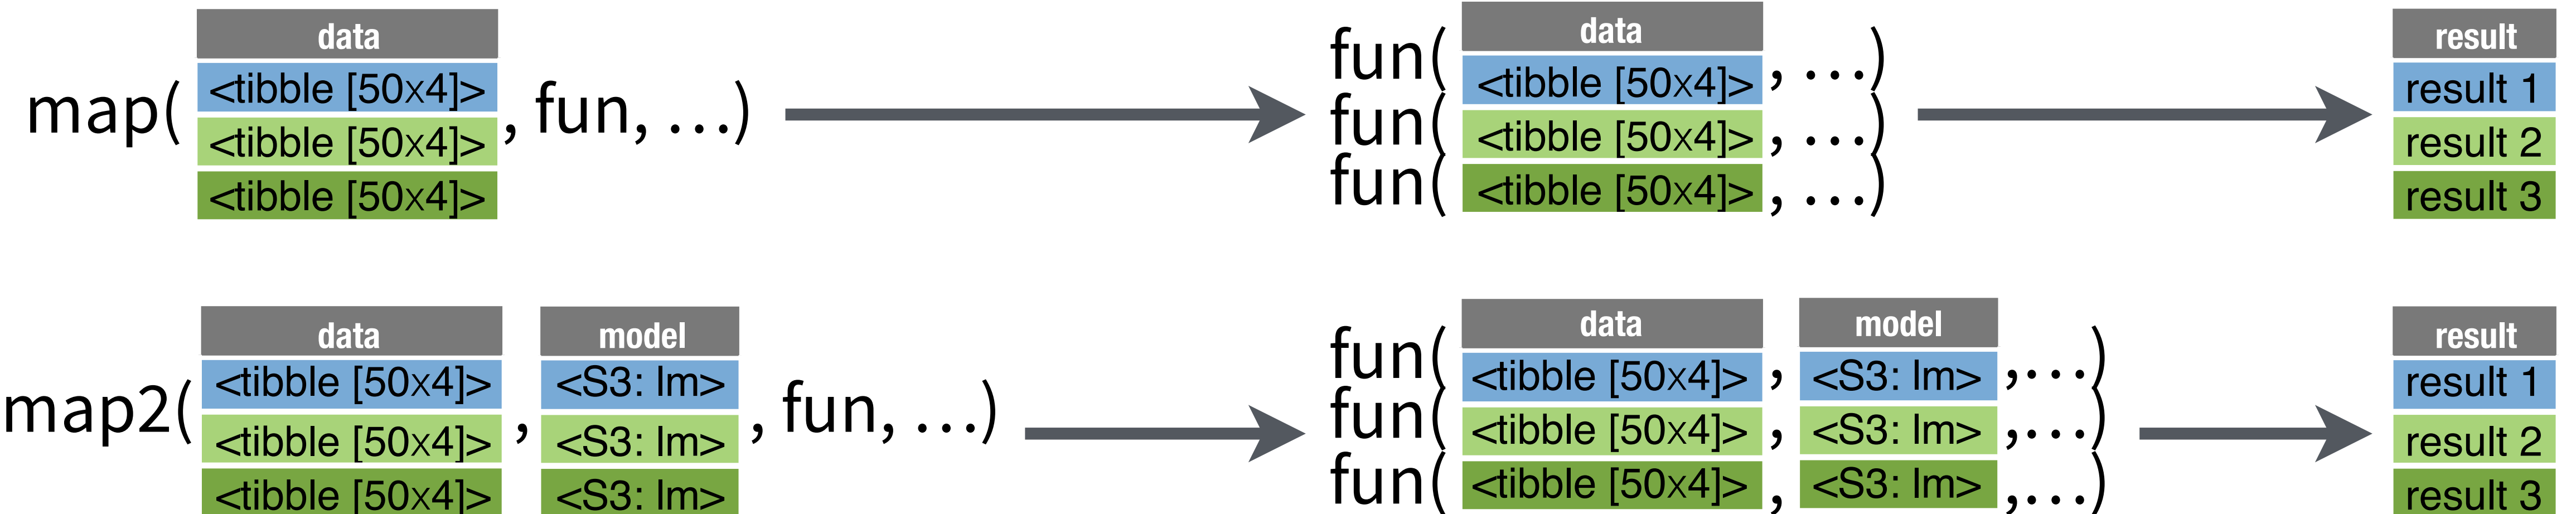 data
<tibble [50x4]>
map( <tibble [50x4]> , fun, ...)
<tibble [50x4]>
data
fun( <tibble [50x4]> , ...)
fun( <tibble [50x4]> , ...)
fun( <tibble [50x4]> , ...)
result
result 1
result 2
result 3
data model
<tibble [50x4]> <S3: lm>
map2( <tibble [50x4]> , <S3: lm> , fun, ...)
<tibble [50x4]> <S3: lm>
data model
fun( <tibble [50x4]> , <S3: lm> ,...)
fun( <tibble [50x4]> , <S3: lm> ,...)
fun( <tibble [50x4]> , <S3: lm> ,...)
result
result 1
result 2
result 3